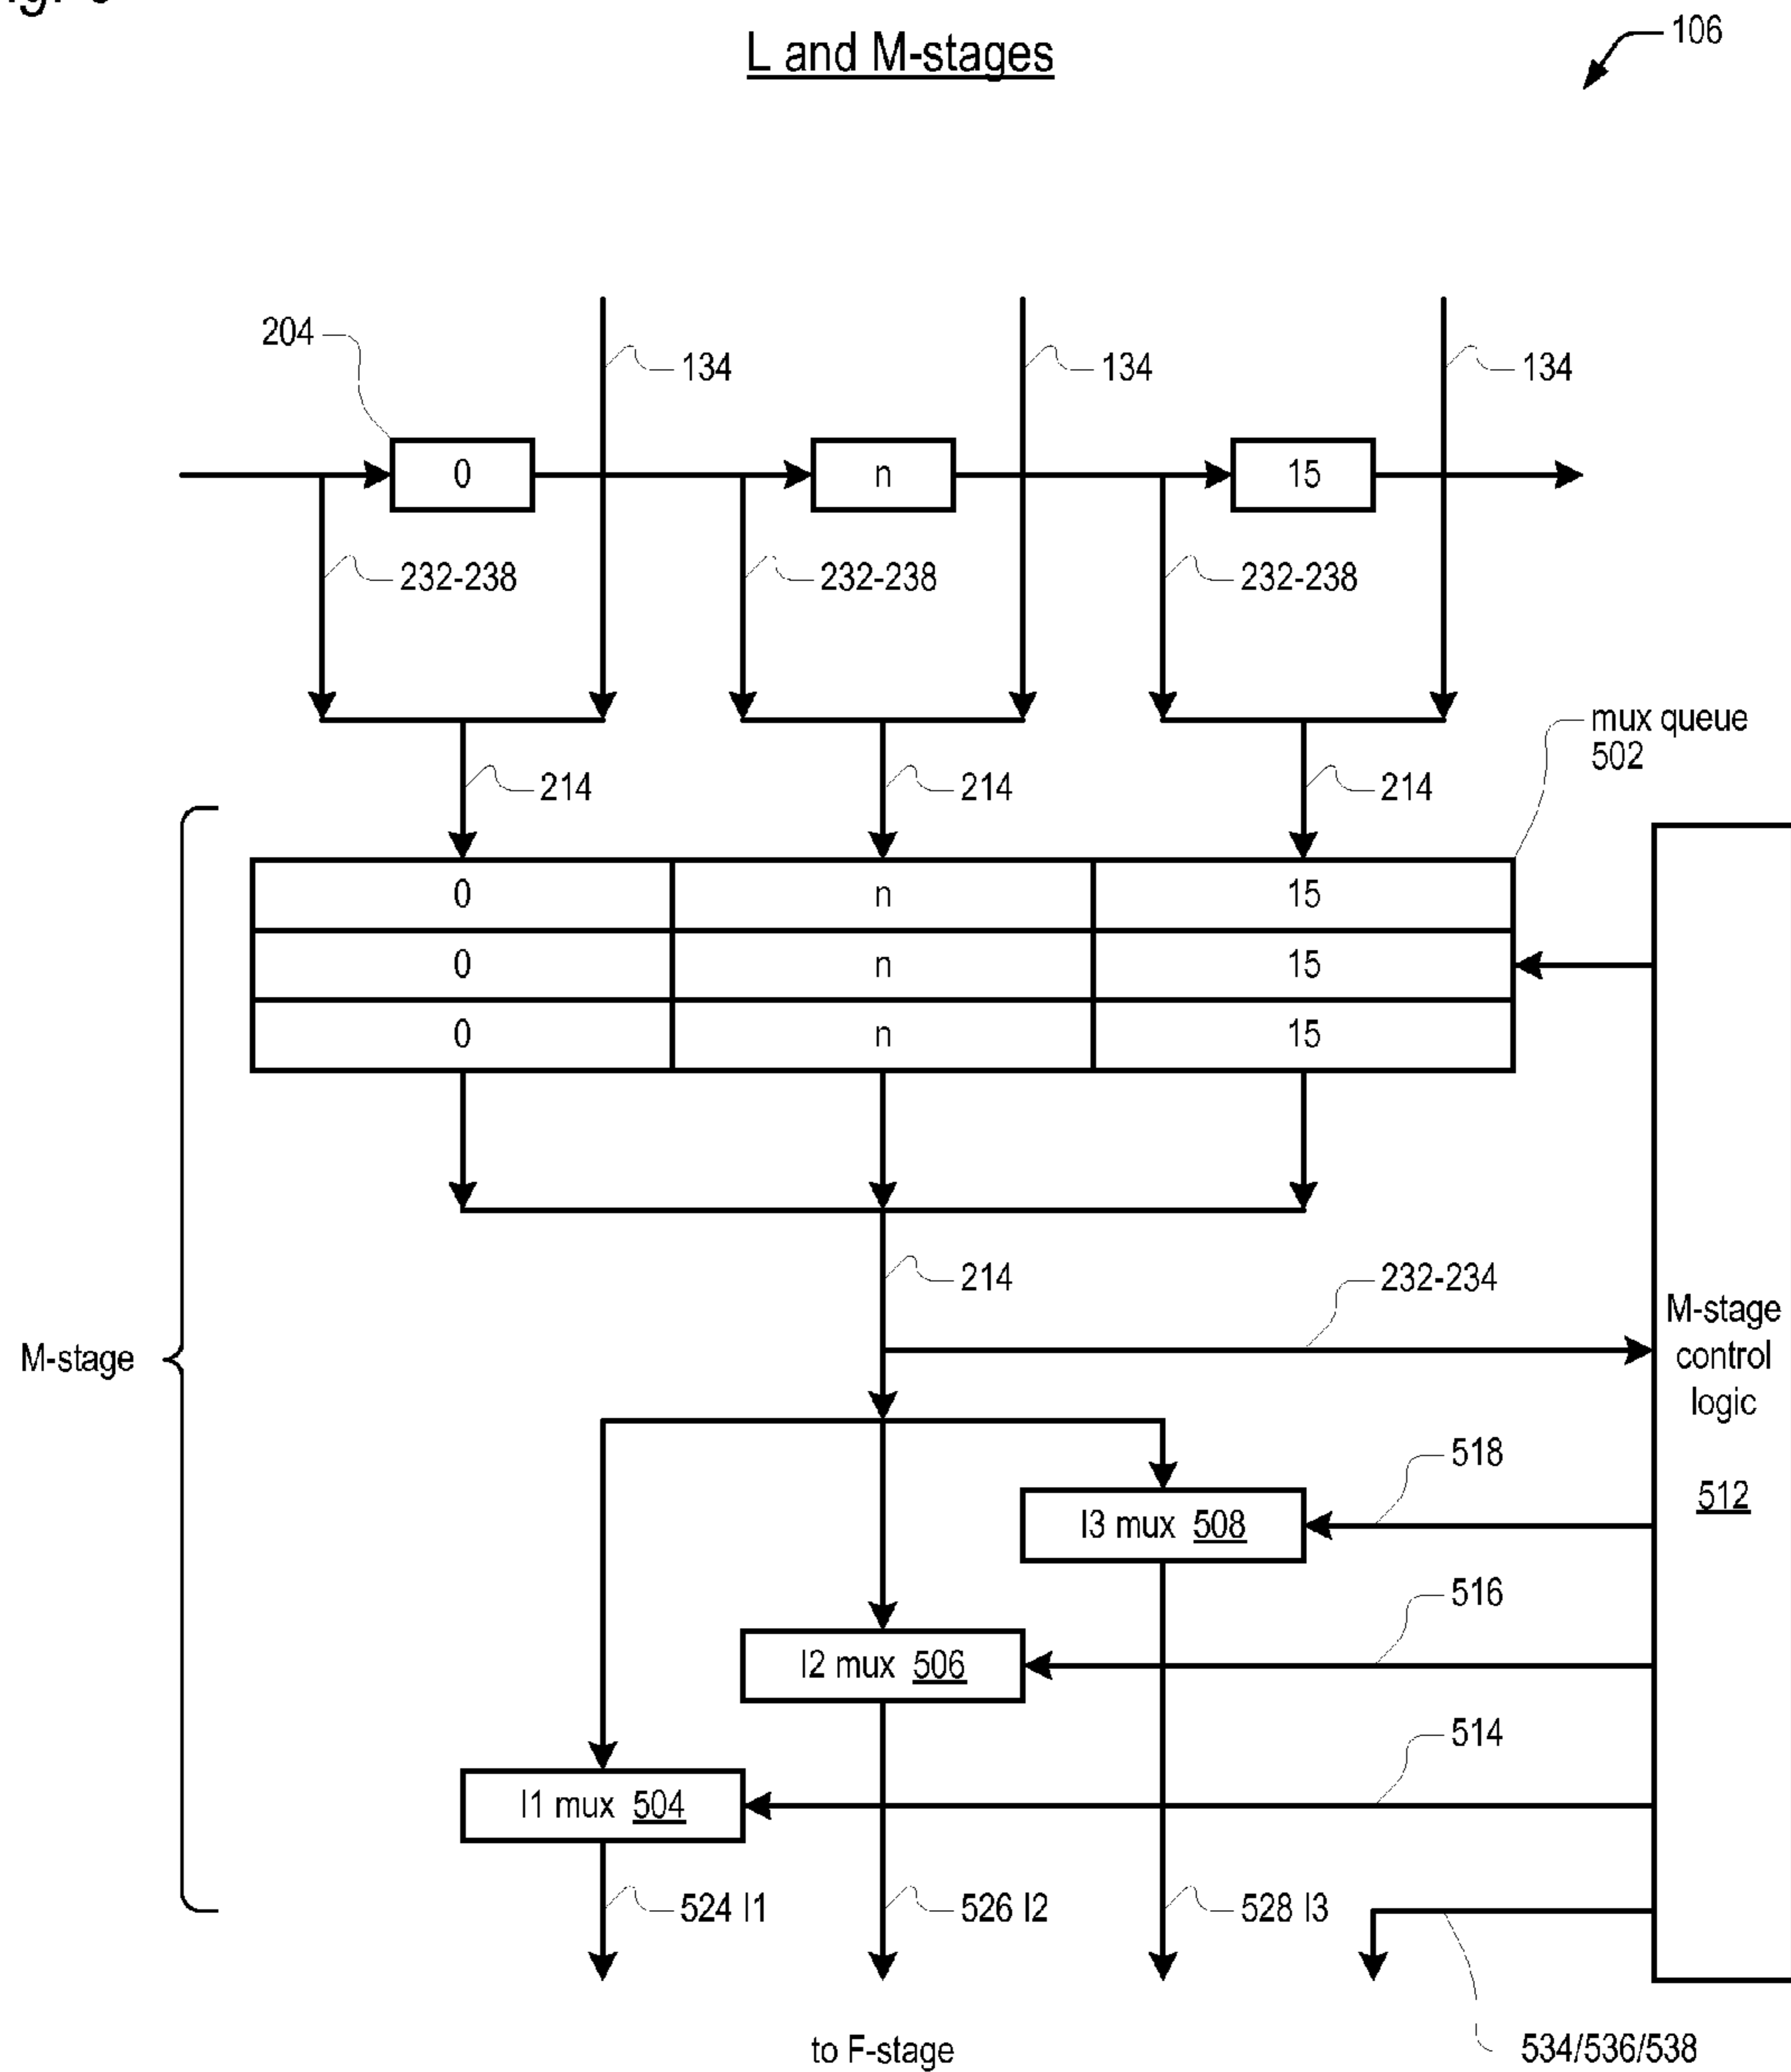 L and M-stages
106
204
134
134
134
0
n
15
232-238
232-238
232-238
mux queue
502
214
214
214
0
n
15
0
n
15
0
n
15
214
232-234
M-stage
M-stage
control
logic
512
518
I3 mux 508
516
I2 mux 506
514
I1 mux 504
524 I1
526 I2
528 I3
to F-stage
534/536/538